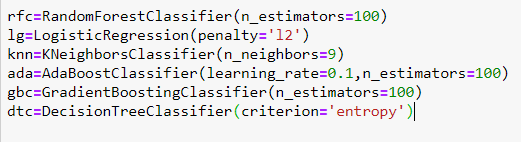 rfc=RandomForestClassifier(n_estimators=100)
lg=LogisticRegression(penalty='l2')
knn=KNeighborsClassifier(n_neighbors=9)
ada=AdaBoostClassifier(learning_rate=0.1,n_estimators=100)
gbc=GradientBoostingClassifier(n_estimators=100)
dtc=DecisionTreeClassifier(criterion='entropy')